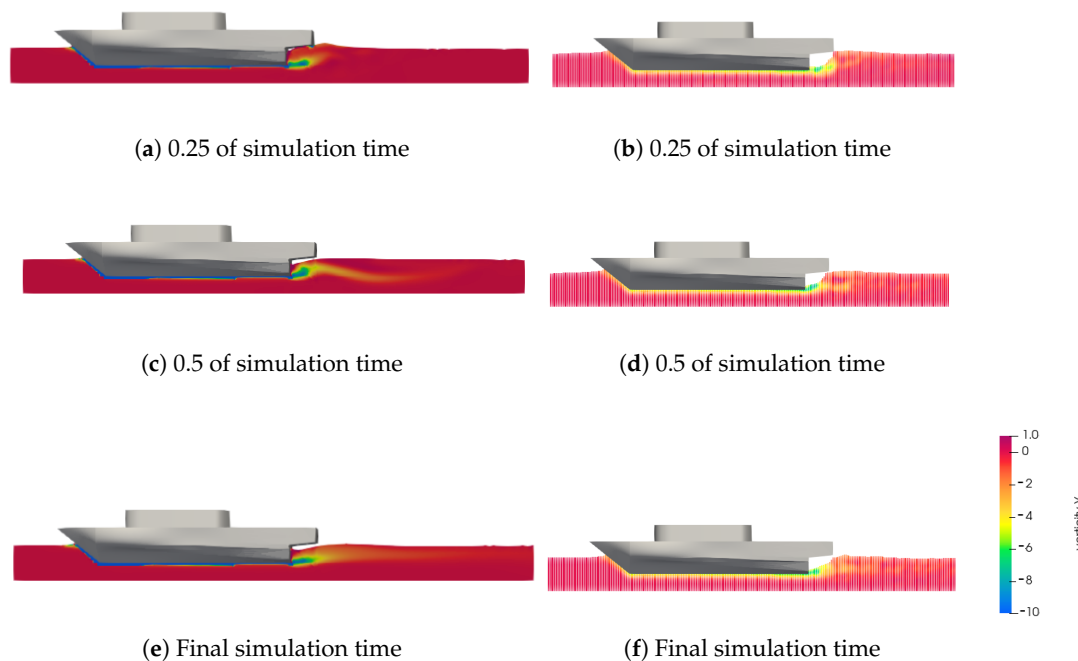 (a) 0.25 of simulation time
(b) 0.25 of simulation time
(c) 0.5 of simulation time
(d) 0.5 of simulation time
1.0
0
-2
-4
-6
-8
-10
(e) Final simulation time
(f) Final simulation time